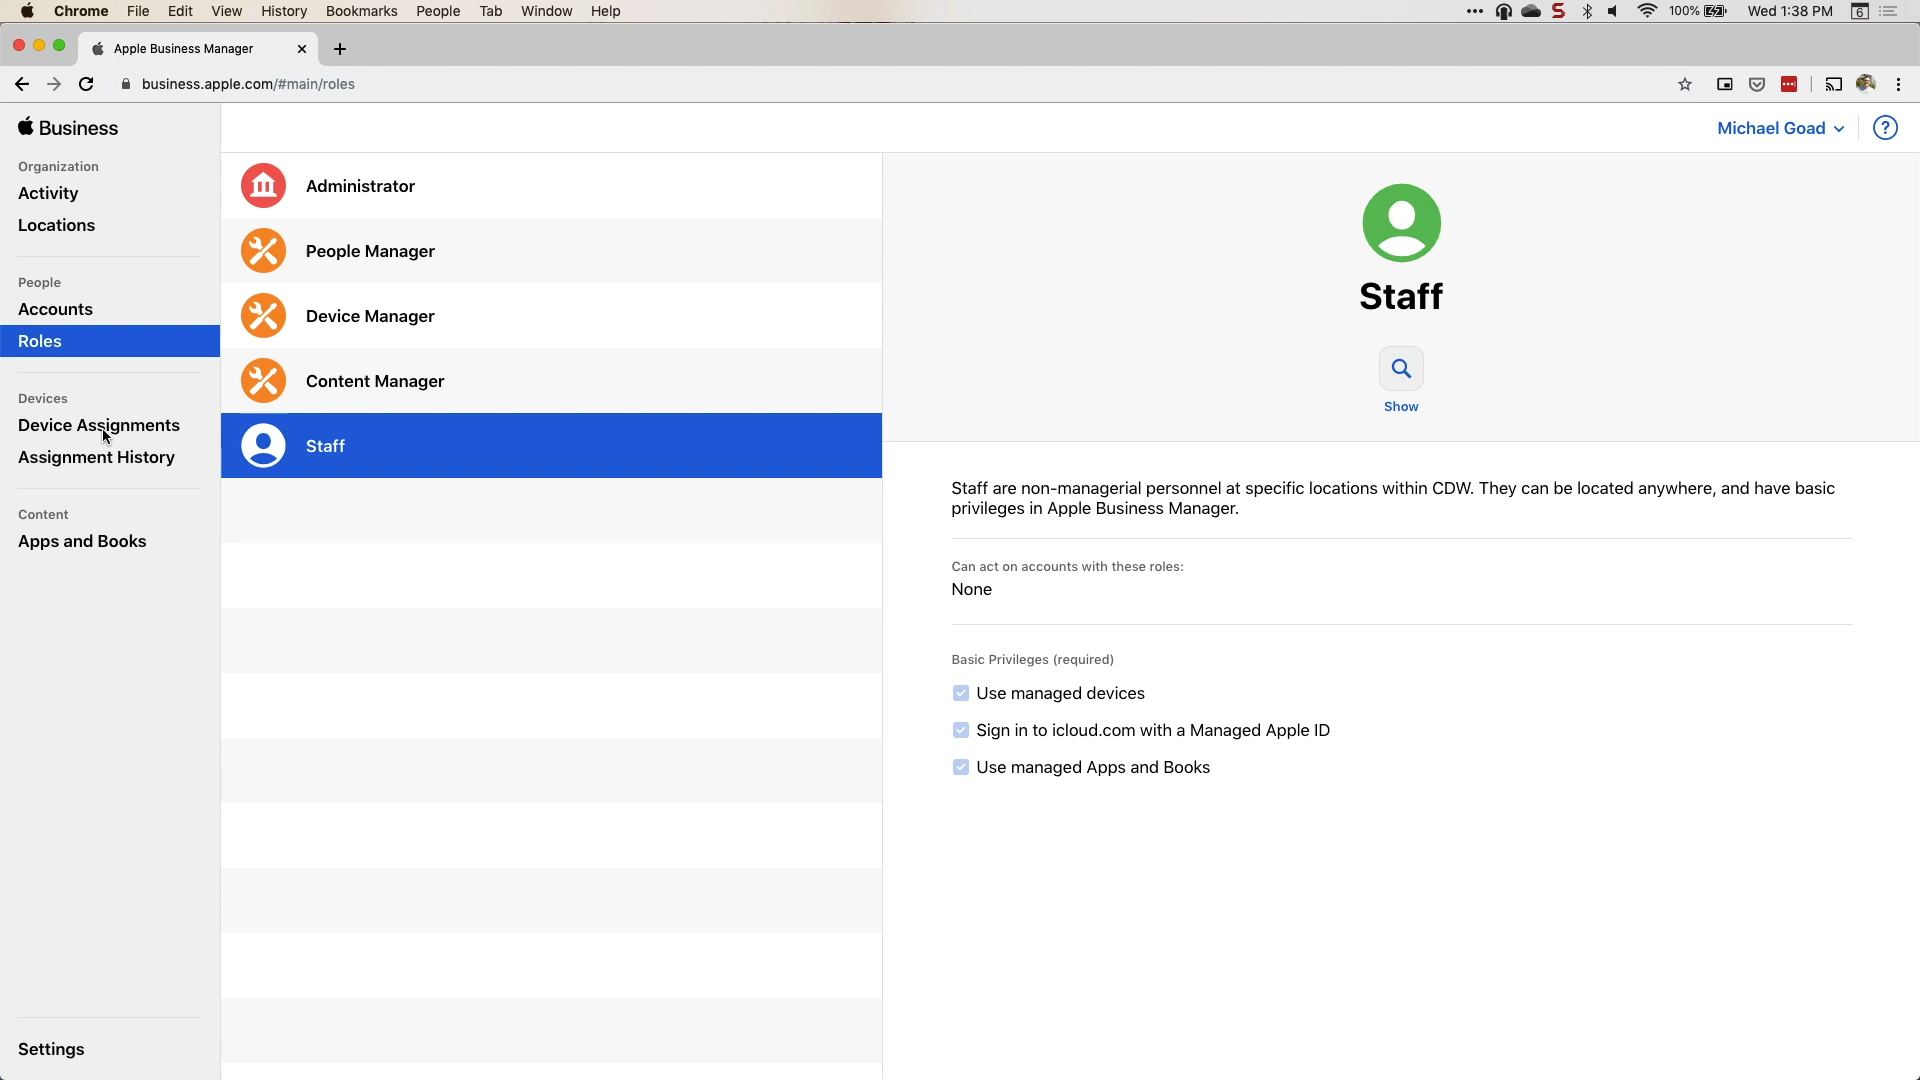 Chrome File Edit View History Bookmarks People Tab Window Help 100% Wed 1:38 PM 6
Apple Business Manager
business.apple.com/#main/roles
Business
Michael Goad
?
Organization
Activity
Locations
People
Accounts
Roles
Devices
Device Assignments
Assignment History
Content
Apps and Books
Settings
Administrator
People Manager
Device Manager
Content Manager
Staff
Staff
Show
Staff are non-managerial personnel at specific locations within CDW. They can be located anywhere, and have basic
privileges in Apple Business Manager.
Can act on accounts with these roles:
None
Basic Privileges (required)
Use managed devices
Sign in to icloud.com with a Managed Apple ID
Use managed Apps and Books